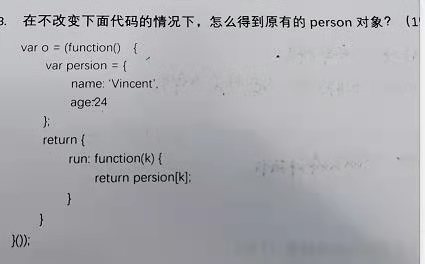 3. 在不改变下面代码的情况下，怎么得到原有的 person 对象？（1
var o = (function() {
var persion = {
name: 'Vincent',
age:24
};
return {
run: function(k) {
return persion[k];
}
}
}());